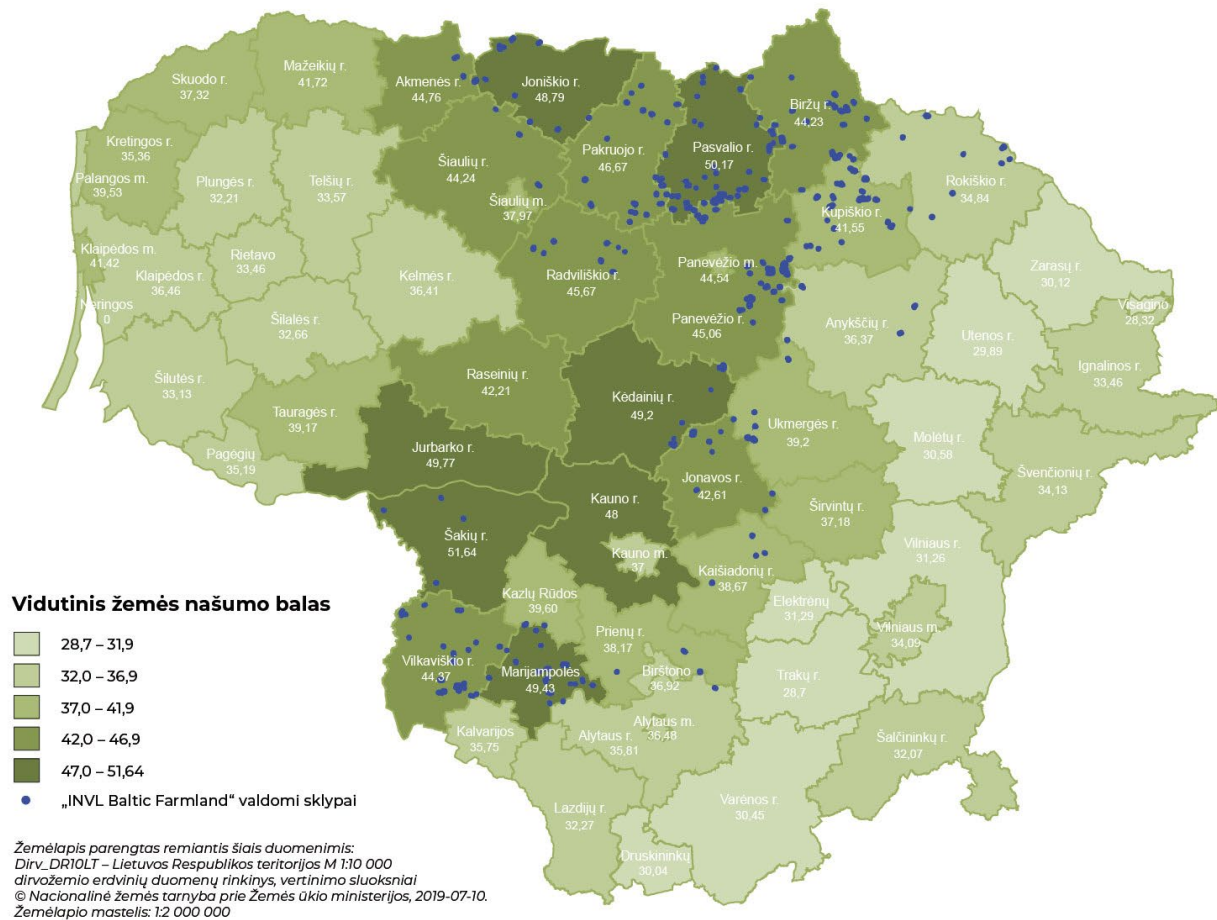 Skuodo r.
37,32
Mažeikių r.
41,72
Akmenės r.
44,76
Joniškio r.
48,79
Kretingos r.
35,36
Palangos m.
39,53
Plungės r.
32,21
Telšių r.
33,57
Šiaulių r.
44,24
Šiaulių m.
37,97
Pakruojo r.
46,67
Pasvalio r.
50,17
Biržų r.
44,23
Rokiškio r.
34,84
Kupiškio r.
41,55
Klaipėdos m.
41,42
Klaipėdos r.
36,46
Rietavo
33,46
Kelmės r.
36,41
Radviliškio r.
45,67
Panevėžio m.
44,54
Panevėžio r.
45,06
Zarasų r.
30,12
Visagino
28,32
Neringos
0
Šilalės r.
32,66
Anykščių r.
36,37
Utenos r.
29,89
Ignalinos r.
33,46
Šilutės r.
33,13
Tauragės r.
39,17
Raseinių r.
42,21
Kėdainių r.
49,2
Ukmergės r.
39,2
Molėtų r.
30,58
Pagėgių
35,19
Jurbarko r.
49,77
Jonavos r.
42,61
Švenčionių r.
34,13
Kauno r.
48
Širvintų r.
37,18
Šakių r.
51,64
Kauno m.
37
Kaišiadorių r.
38,67
Vilniaus r.
31,26
Kazlų Rūdos
39,60
Elektrėnų
31,29
Vilniaus m.
34,09
Prienų r.
38,17
Vilkaviškio r.
44,37
Marijampolės
49,43
Birštono
36,92
Trakų r.
28,7
Kalvarijos
35,75
Alytaus r.
35,81
Alytaus m.
36,48
Šalčininkų r.
32,07
Lazdijų r.
32,27
Varėnos r.
30,45
Druskininkų
30,04
Vidutinis žemės našumo balas
28,7 – 31,9
32,0 – 36,9
37,0 – 41,9
42,0 – 46,9
47,0 – 51,64
„INVL Baltic Farmland“ valdomi sklypai
Žemėlapis parengtas remiantis šiais duomenimis:
Dirv_DR10LT – Lietuvos Respublikos teritorijos M 1:10 000
dirvožemio erdvinių duomenų rinkinys, vertinimo sluoksniai
© Nacionalinė žemės tarnyba prie Žemės ūkio ministerijos, 2019-07-10.
Žemėlapio mastelis: 1:2 000 000